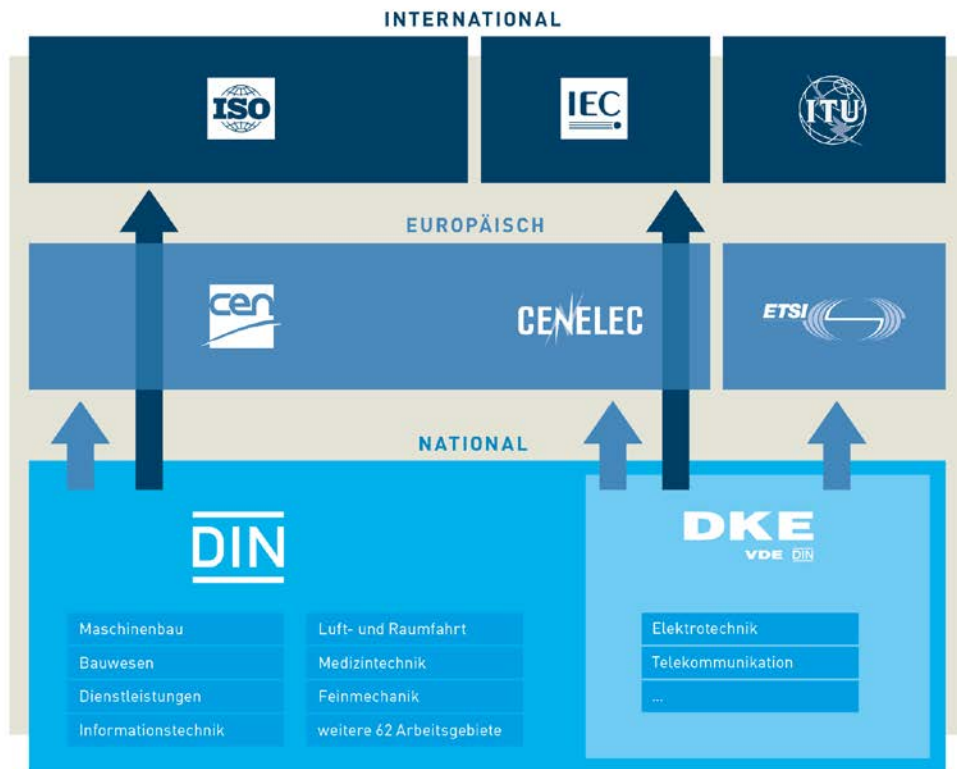 INTERNATIONAL
ISO
IEC
ITU
EUROPÄISCH
cen
CENELEC
ETSI
NATIONAL
DIN
DKE
VDE DIN
Maschinenbau
Bauwesen
Dienstleistungen
Informationstechnik
Luft- und Raumfahrt
Medizintechnik
Feinmechanik
weitere 62 Arbeitsgebiete
Elektrotechnik
Telekommunikation
...